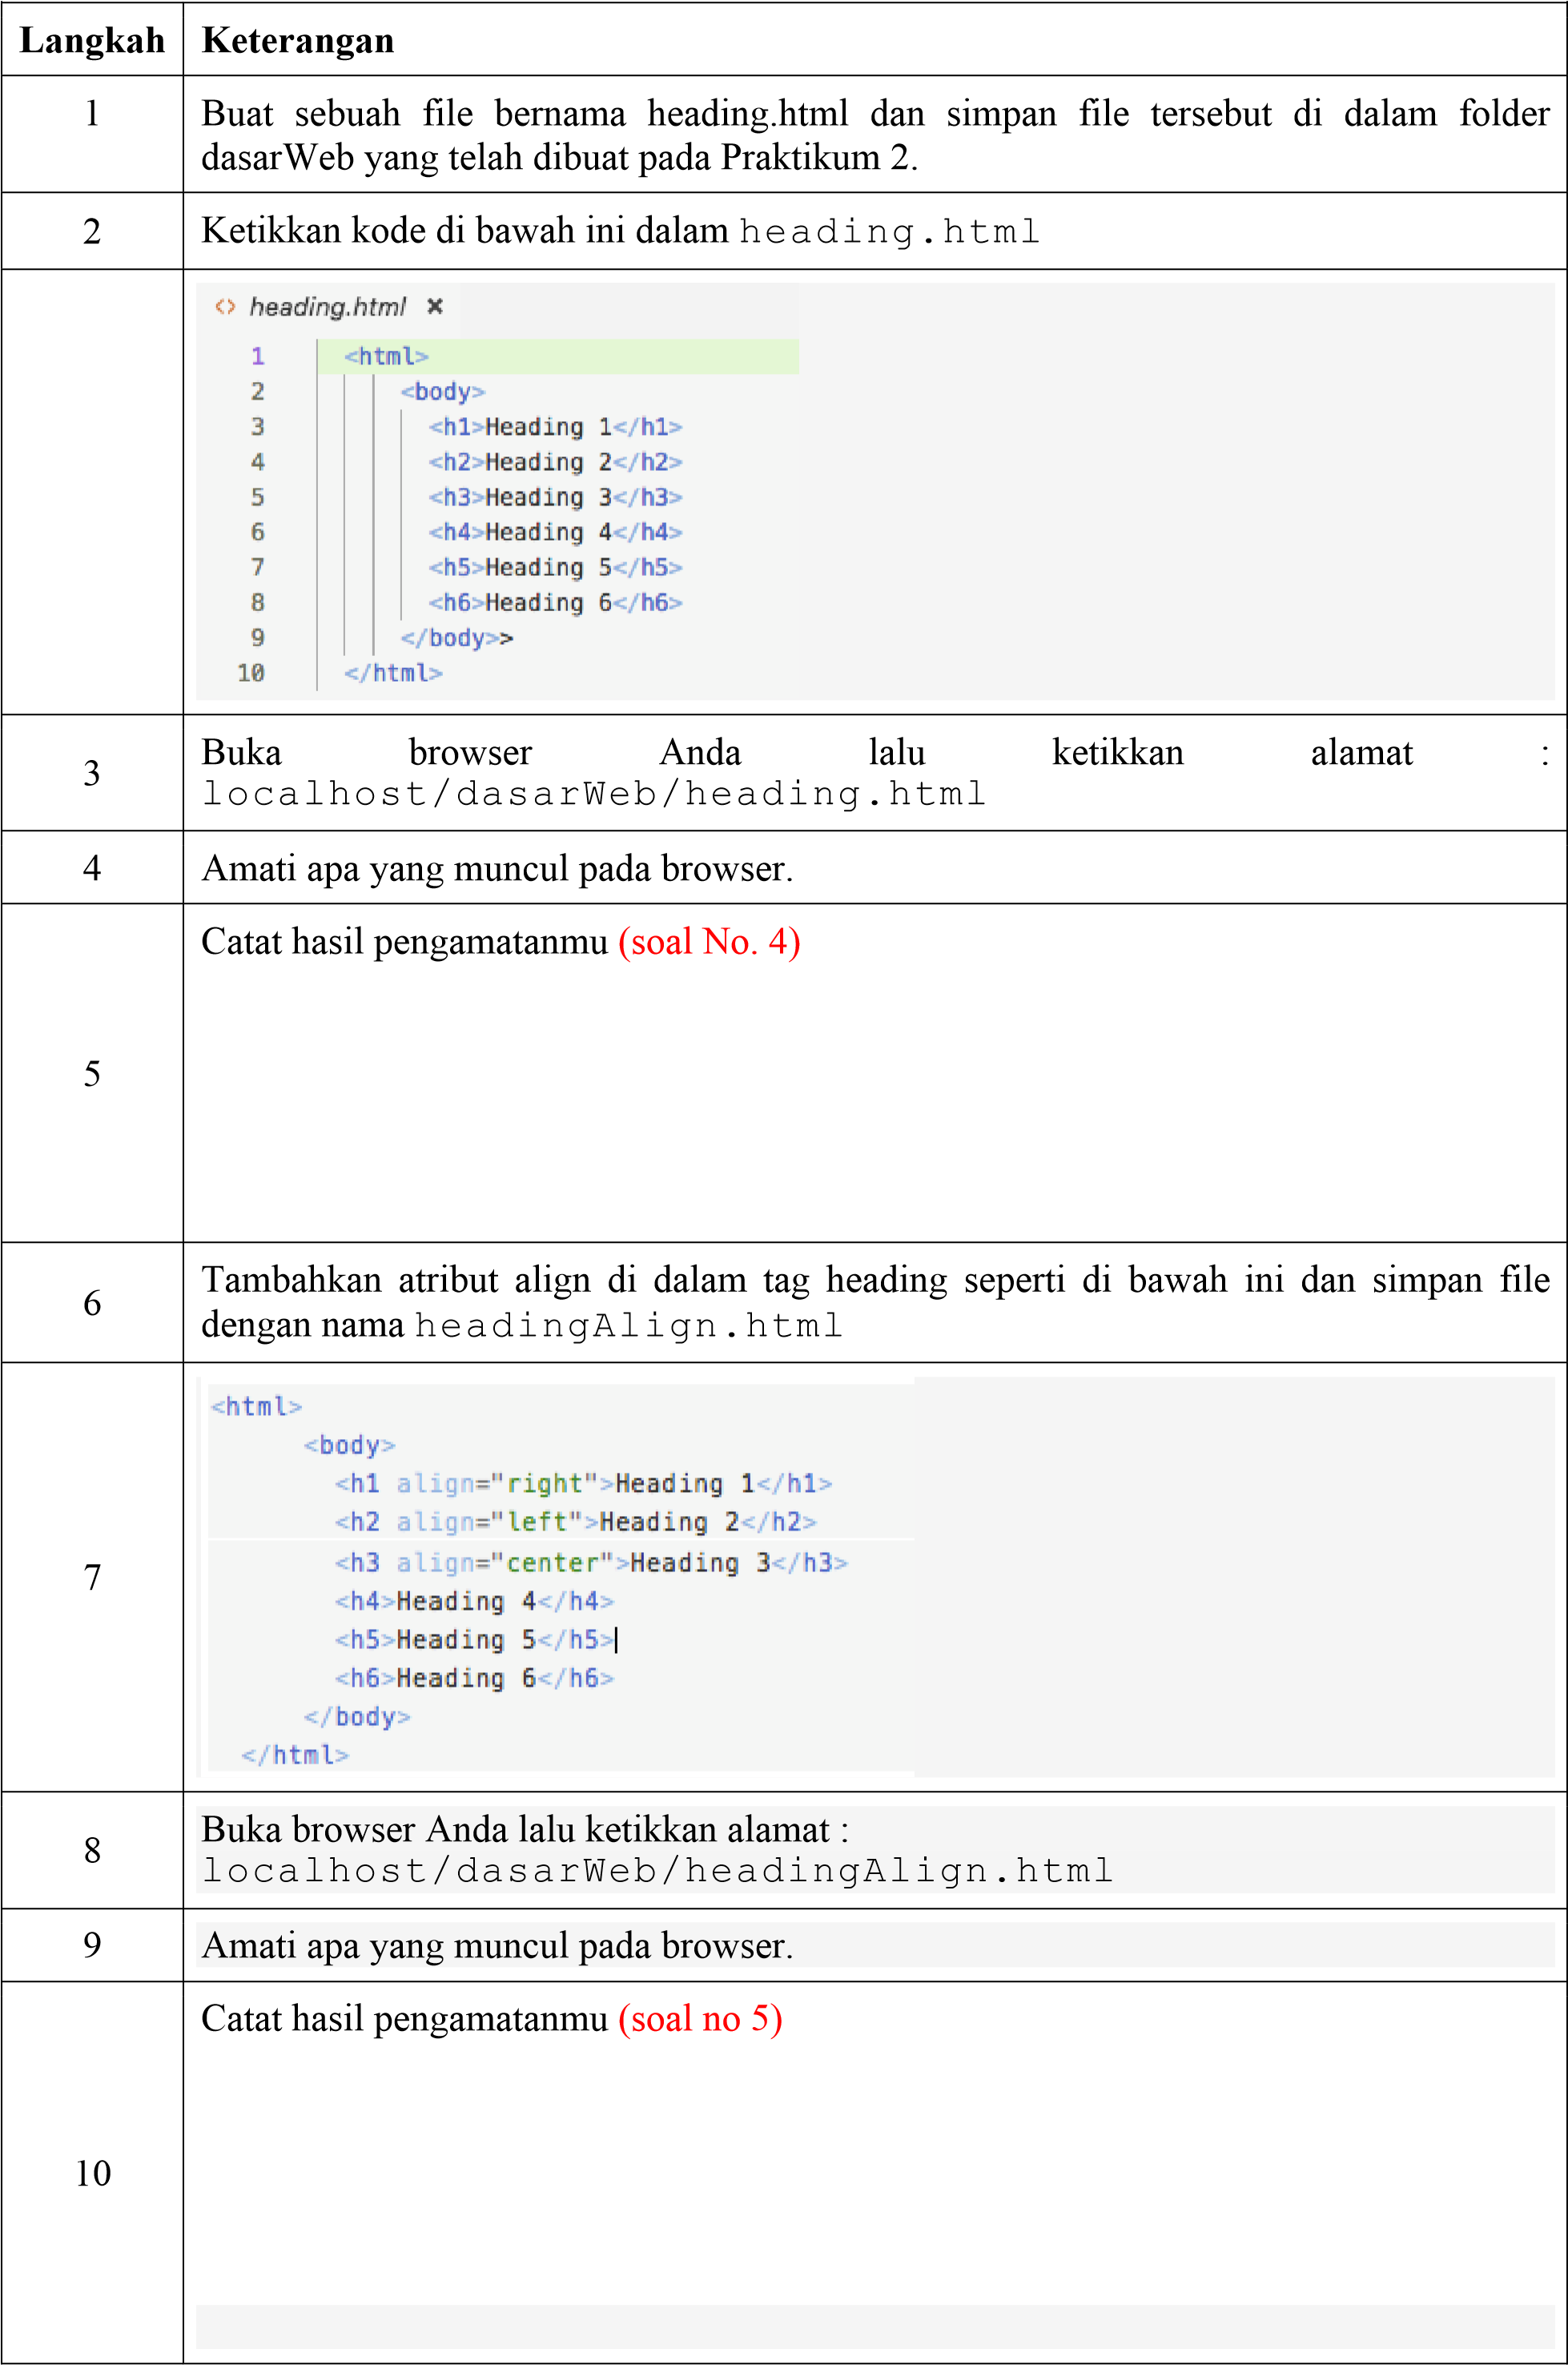 Langkah Keterangan
1 Buat sebuah file bernama heading.html dan simpan file tersebut di dalam folder
dasarWeb yang telah dibuat pada Praktikum 2.
2 Ketikkan kode di bawah ini dalam heading.html
<> heading.html ×
1 <html>
2 <body>
3 <h1>Heading 1</h1>
4 <h2>Heading 2</h2>
5 <h3>Heading 3</h3>
6 <h4>Heading 4</h4>
7 <h5>Heading 5</h5>
8 <h6>Heading 6</h6>
9 </body>>
10 </html>
3 Buka browser Anda lalu ketikkan alamat :
localhost/dasarWeb/heading.html
4 Amati apa yang muncul pada browser.
5 Catat hasil pengamatanmu (soal No. 4)
6 Tambahkan atribut align di dalam tag heading seperti di bawah ini dan simpan file
dengan nama headingAlign.html
7 <html>
<body>
<h1 align="right">Heading 1</h1>
<h2 align="left">Heading 2</h2>
<h3 align="center">Heading 3</h3>
<h4>Heading 4</h4>
<h5>Heading 5</h5>
<h6>Heading 6</h6>
</body>
</html>
8 Buka browser Anda lalu ketikkan alamat :
localhost/dasarWeb/headingAlign.html
9 Amati apa yang muncul pada browser.
10 Catat hasil pengamatanmu (soal no 5)